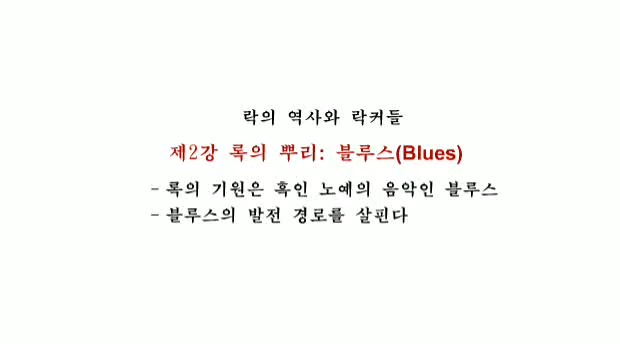 락의 역사와 락커들
제2강 록의 뿌리: 블루스(Blues)
- 록의 기원은 흑인 노예의 음악인 블루스
- 블루스의 발전 경로를 살핀다